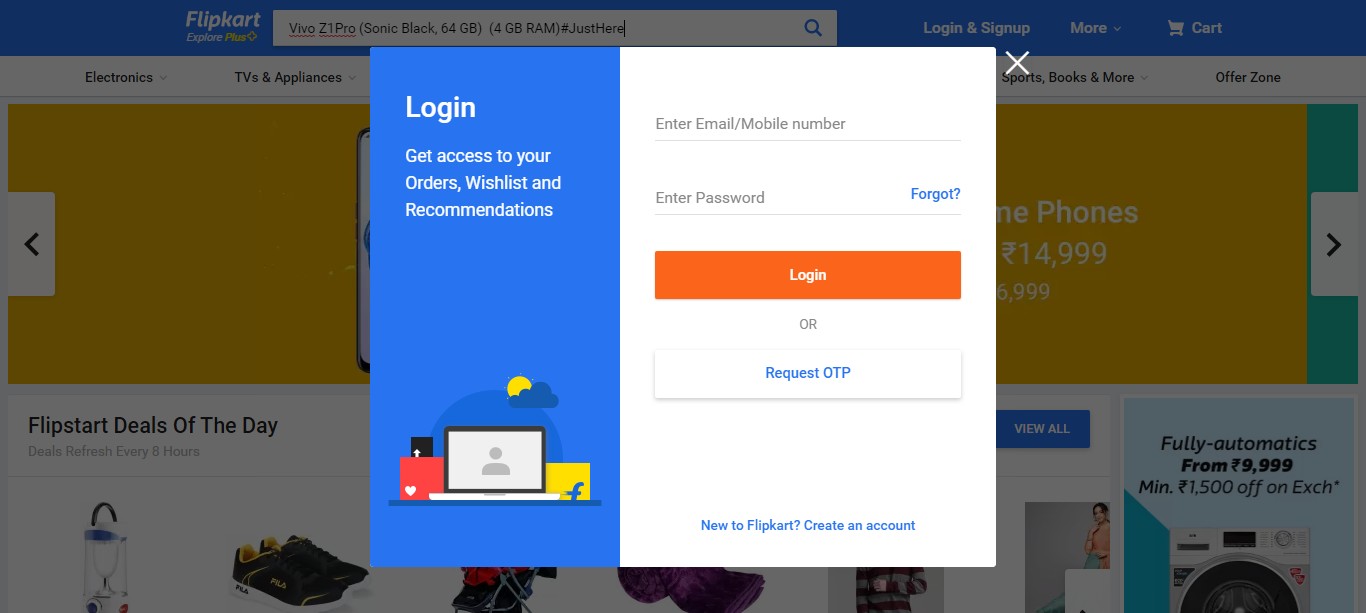 Flipkart
Explore Plus
Vivo Z1Pro (Sonic Black, 64 GB)  (4 GB RAM)#JustHere
Login & Signup
More
Cart
Electronics
TVs & Appliances
Sports, Books & More
Offer Zone
Login
Get access to your
Orders, Wishlist and
Recommendations
Enter Email/Mobile number
Enter Password
Forgot?
Login
OR
Request OTP
New to Flipkart? Create an account
Phones
₹14,999
6,999
Flipstart Deals Of The Day
Deals Refresh Every 8 Hours
VIEW ALL
FILA
FILA
Fully-automatics
From ₹9,999
Min. ₹1,500 off on Exch*